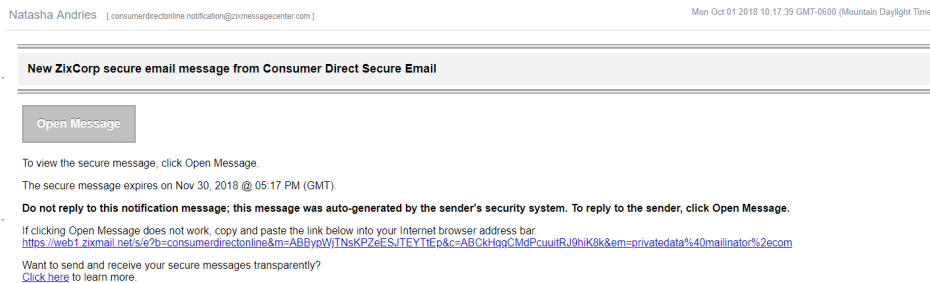 Natasha Andries [ consumerdirectonline.notification@zixmessagecenter.com ] Mon Oct 01 2018 10:17:39 GMT-0600 (Mountain Daylight Time
New ZixCorp secure email message from Consumer Direct Secure Email
Open Message
To view the secure message, click Open Message.
The secure message expires on Nov 30, 2018 @ 05:17 PM (GMT).
Do not reply to this notification message; this message was auto-generated by the sender's security system. To reply to the sender, click Open Message.
If clicking Open Message does not work, copy and paste the link below into your Internet browser address bar.
https://web1.zixmail.net/s/e?b=consumerdirectonline&m=ABBypWjTNsKPZeESJTEYTtEp&c=ABCkHqqCMdPcuuitRJ9hiK8k&em=privatedata%40mailinator%2ecom
Want to send and receive your secure messages transparently?
Click here to learn more.